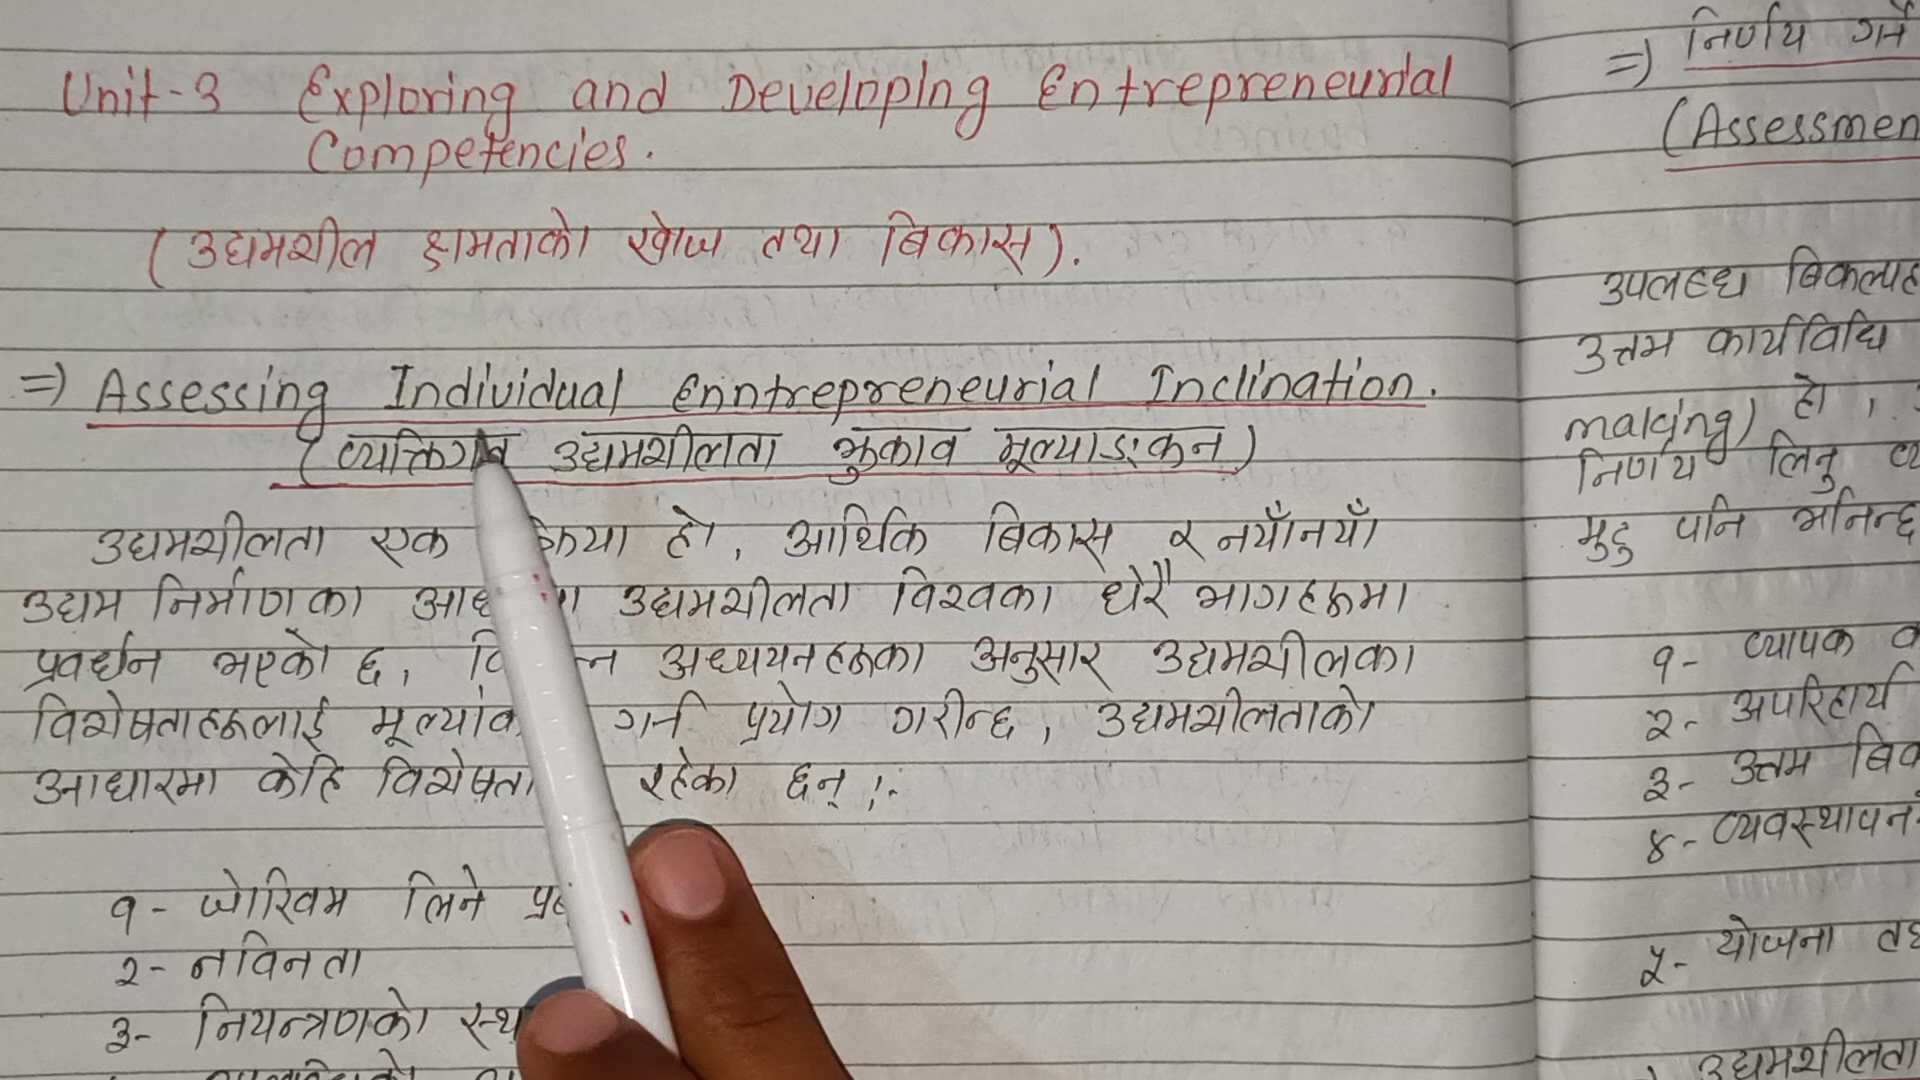 Unit-3 Exploring and Developing Entrepreneurial
Competencies.
(उद्यमशील क्षमताको खोज तथा बिकास).
=) Assessing Individual Enntrepreneurial Inclination.
(व्यक्तिगत उद्यमशीलता झुकाव मूल्याङ्कन)
उद्यमशीलता एक हो, आर्थिक बिकास र नयाँनयाँ
उद्यम निर्माणका उद्यमशीलता विश्वका धेरै भागहरूमा
प्रवर्धन भएको छ, अध्ययनहरूका अनुसार उद्यमशीलका
विशेषताहरूलाई गर्न प्रयोग गरीन्छ, उद्यमशीलताको
आधारमा केहि विशेषता रहेका छन् :-
१- जोखिम लिने
२- नविनता
३- नियन्त्रणको
=) निर्णय गर्ने
(Assessmen
उपलब्ध
उत्तम कार्यविधि
making) हो,
निर्णय लिनु
मुटु पनि भनिन्छ
१- व्यापक
२- अपरिहार्य
३- उत्तम
४- व्यवस्थापन
५- योजना
उद्यमशीलता